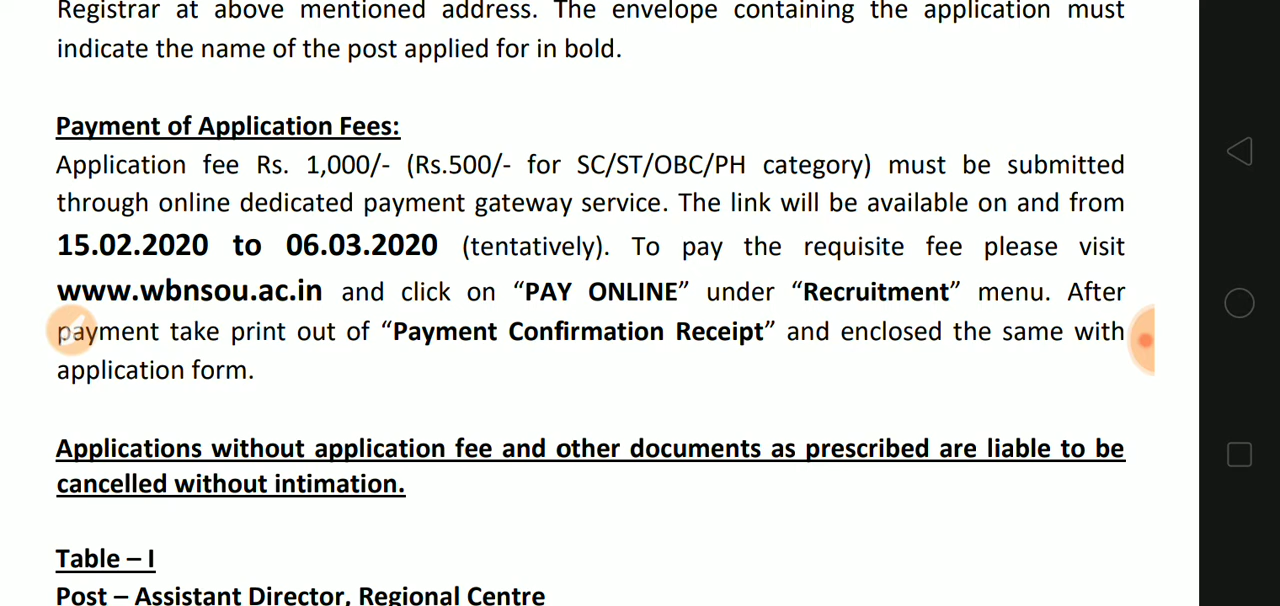 Registrar at above mentioned address. The envelope containing the application must
indicate the name of the post applied for in bold.
Payment of Application Fees:
Application fee Rs. 1,000/- (Rs.500/- for SC/ST/OBC/PH category) must be submitted
through online dedicated payment gateway service. The link will be available on and from
15.02.2020 to 06.03.2020 (tentatively). To pay the requisite fee please visit
www.wbnsou.ac.in and click on “PAY ONLINE” under “Recruitment” menu. After
payment take print out of “Payment Confirmation Receipt” and enclosed the same with
application form.
Applications without application fee and other documents as prescribed are liable to be
cancelled without intimation.
Table – I
Post – Assistant Director, Regional Centre